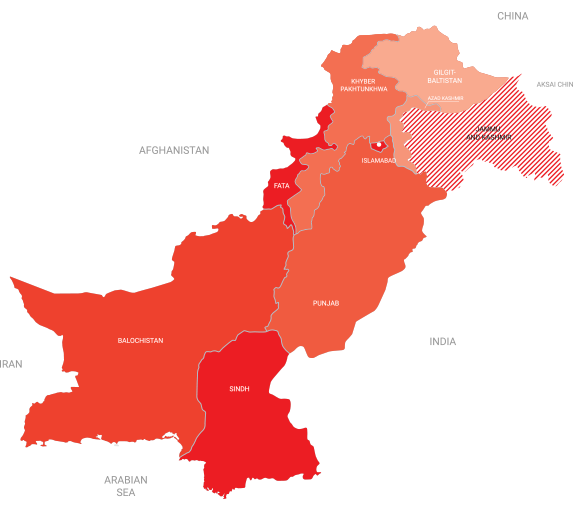 CHINA
GILGIT-
BALTISTAN
KHYBER
PAKHTUNKHWA
AKSAI CHIN
AZAD KASHMIR
JAMMU
AND KASHMIR
AFGHANISTAN
ISLAMABAD
FATA
PUNJAB
BALOCHISTAN
INDIA
IRAN
SINDH
ARABIAN
SEA